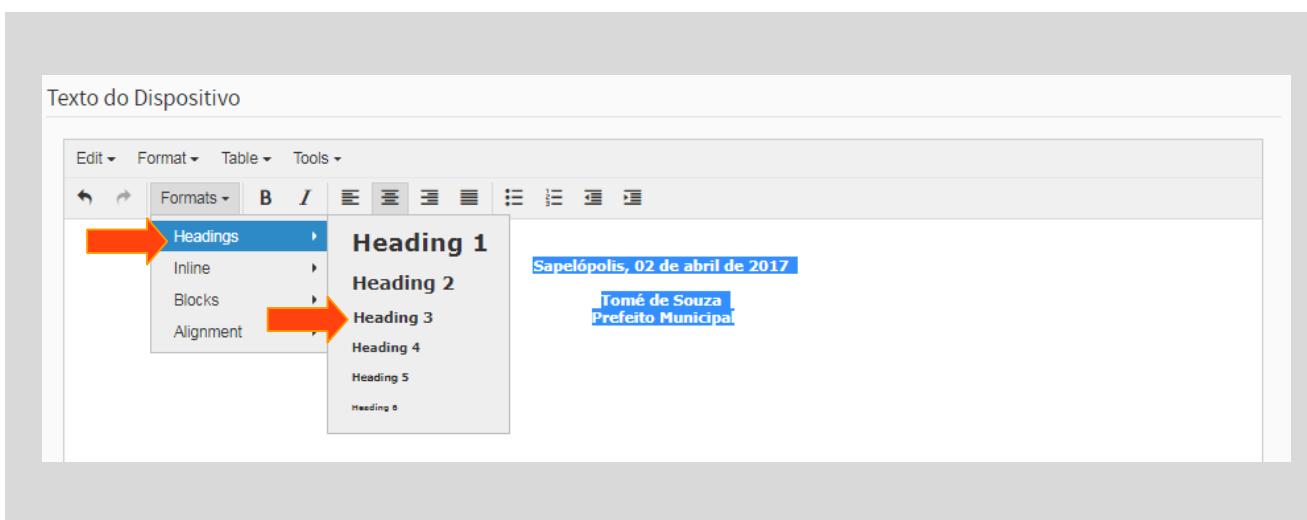 Texto do Dispositivo
Edit Format Table Tools
Formats B I
Headings
Inline
Blocks
Alignment
Heading 1
Heading 2
Heading 3
Heading 4
Heading 5
Heading 6
Sapelópolis, 02 de abril de 2017
Tomé de Souza
Prefeito Municipal